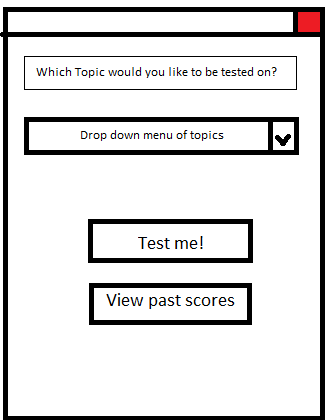 Which Topic would you like to be tested on?
Drop down menu of topics
Test me!
View past scores